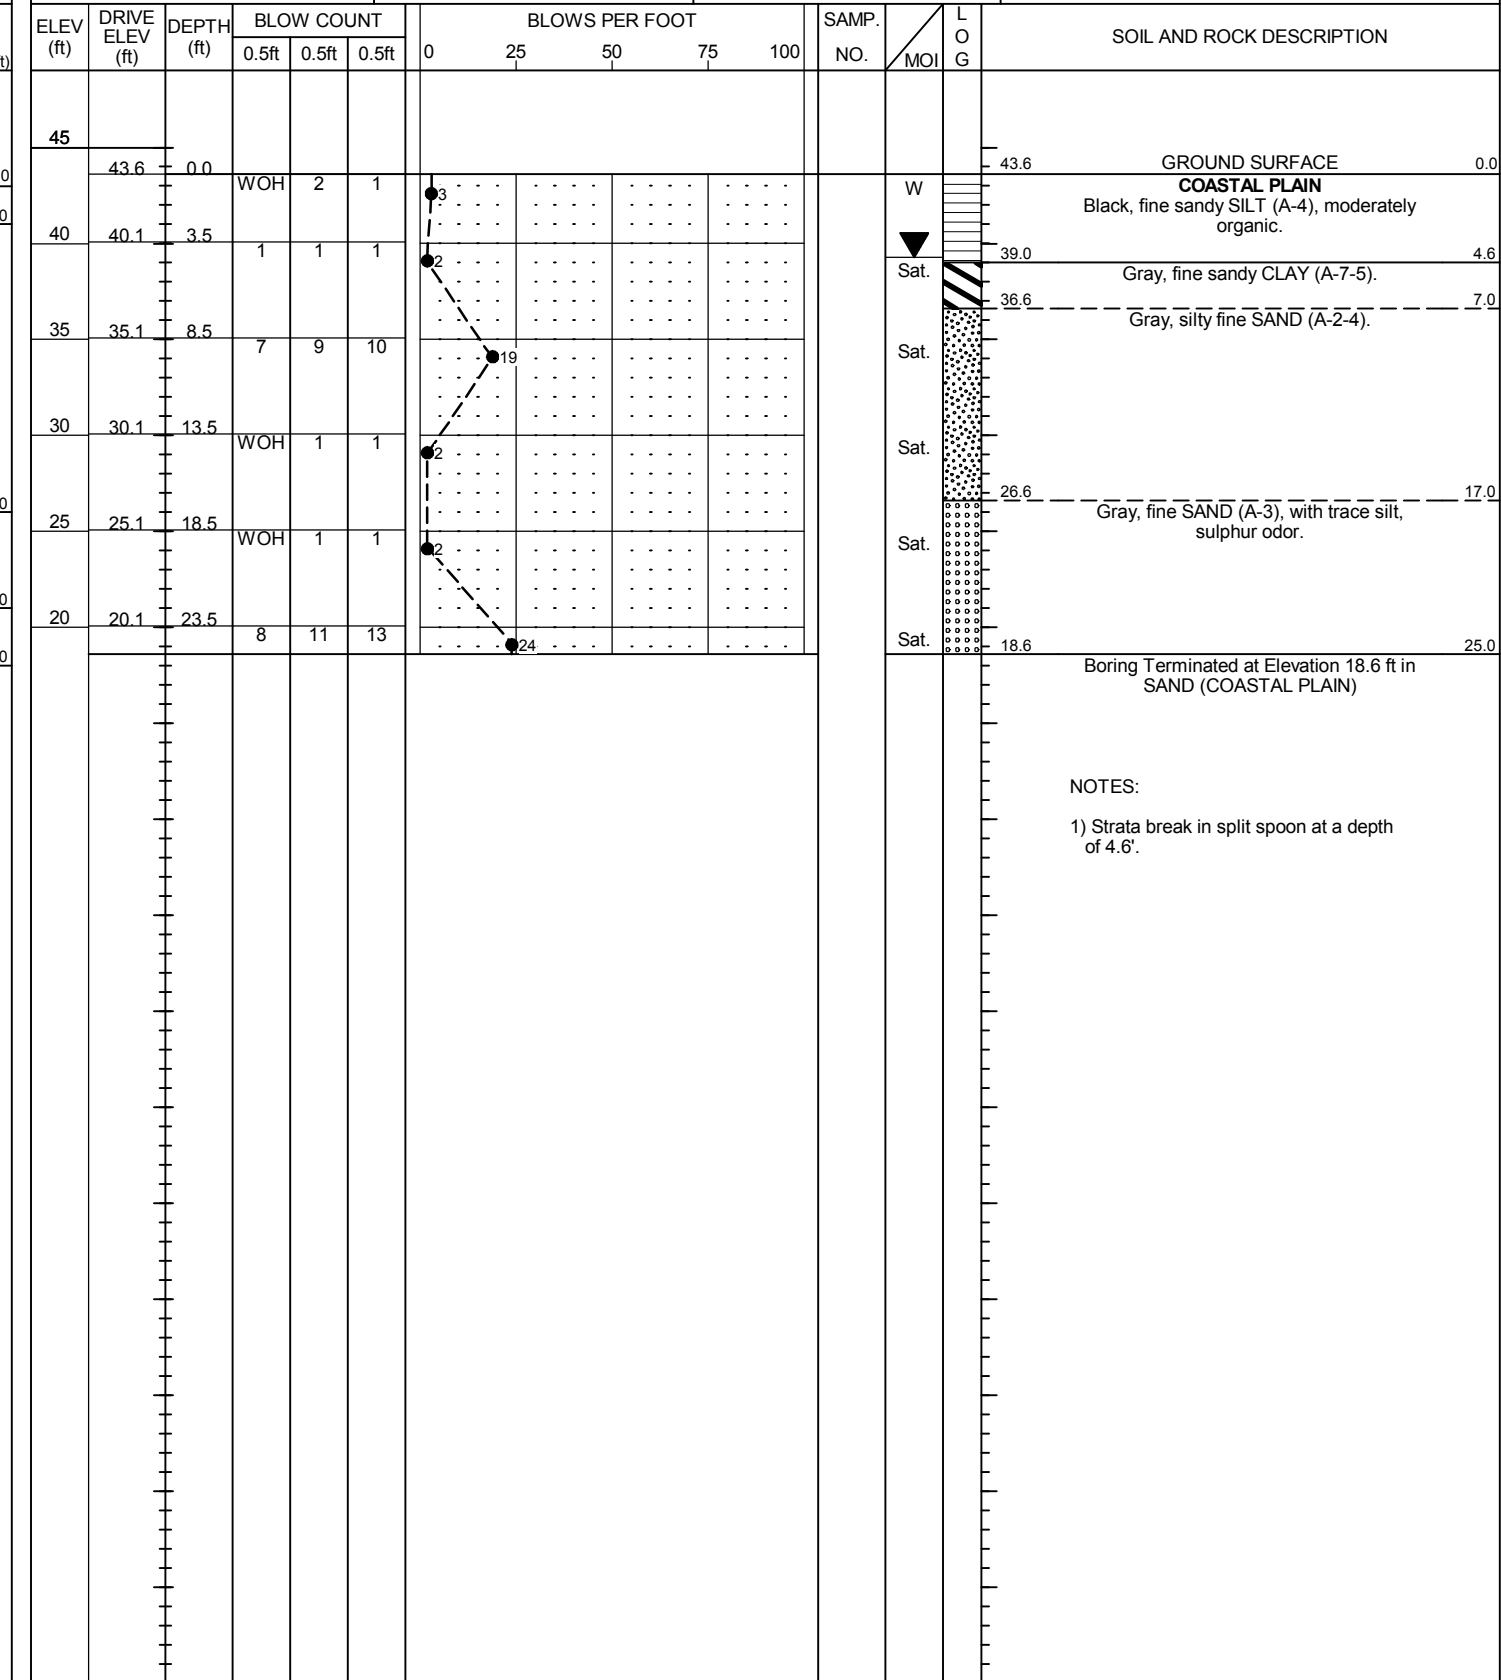 ELEV (ft) DRIVE ELEV (ft) DEPTH (ft) BLOW COUNT BLOWS PER FOOT SAMP. NO. MOI L O G SOIL AND ROCK DESCRIPTION
0.5ft 0.5ft 0.5ft 0 25 50 75 100
t)
45
43.6 0.0 43.6 GROUND SURFACE 0.0
0
WOH 2 1 3 W COASTAL PLAIN
Black, fine sandy SILT (A-4), moderately
organic.
0
40 40.1 3.5
1 1 1 2 39.0 4.6
Sat. Gray, fine sandy CLAY (A-7-5).
36.6 7.0
Gray, silty fine SAND (A-2-4).
35 35.1 8.5
7 9 10 19 Sat.
30 30.1 13.5
WOH 1 1 2 Sat.
26.6 17.0
0
Gray, fine SAND (A-3), with trace silt,
sulphur odor.
25 25.1 18.5
WOH 1 1 2 Sat.
0
20 20.1 23.5
8 11 13 24 Sat. 18.6 25.0
0
Boring Terminated at Elevation 18.6 ft in
SAND (COASTAL PLAIN)
NOTES:
1) Strata break in split spoon at a depth
of 4.6'.